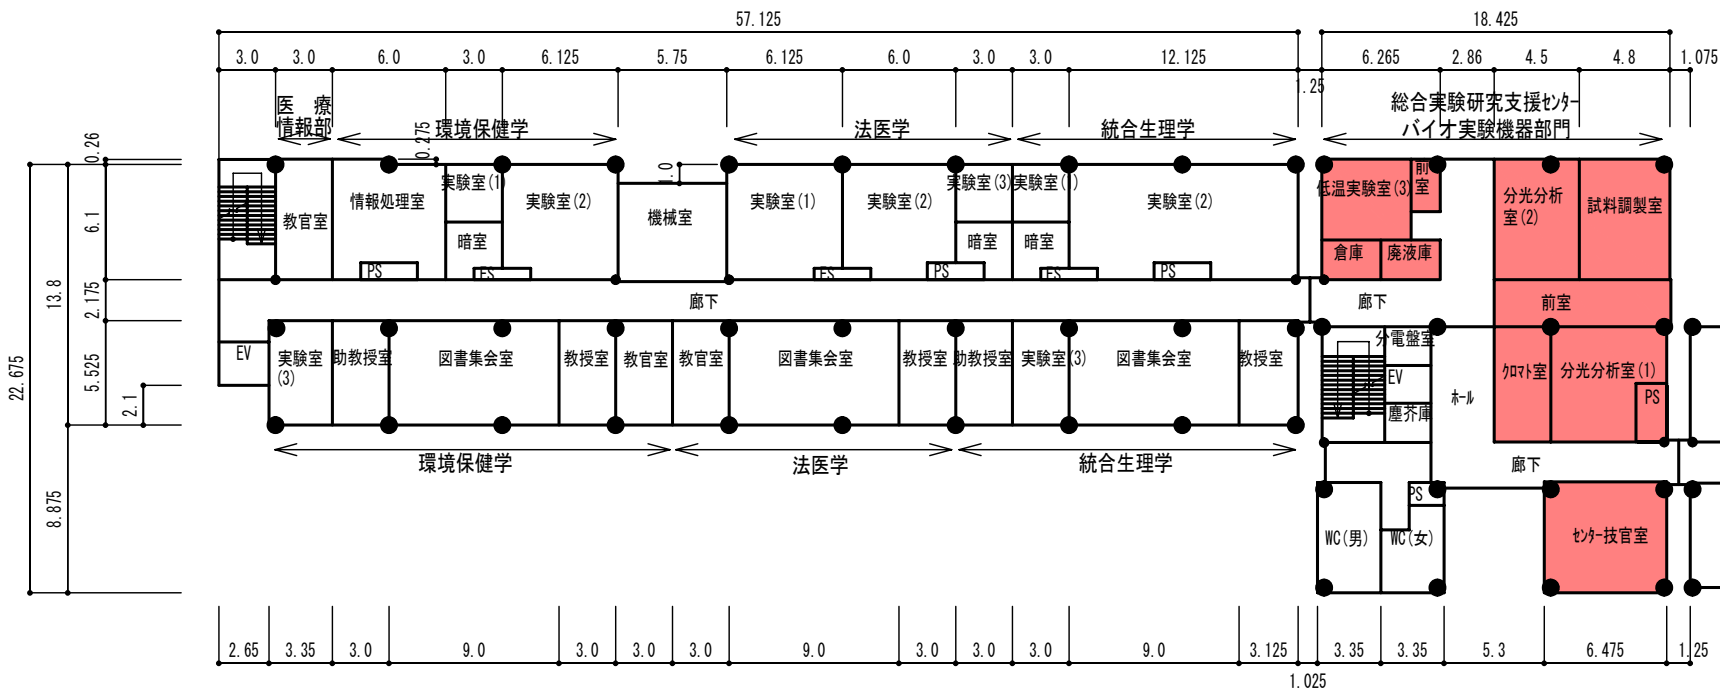 57.125
18.425
3.0
3.0
6.0
3.0
6.125
5.75
6.125
6.0
3.0
3.0
12.125
1.25
6.265
2.86
4.5
4.8
1.075
医 療
情報部
環境保健学
法医学
統合生理学
総合実験研究支援ｾﾝﾀｰ
バイオ実験機器部門
0.26
0.275
1.0
6.1
13.8
2.175
5.525
2.1
22.675
8.875
教官室
情報処理室
実験室(1)
暗室
実験室(2)
機械室
実験室(1)
実験室(2)
実験室(3)
暗室
実験室(1)
暗室
実験室(2)
低温実験室(3)
前
室
倉庫
廃液庫
分光分析
室(2)
試料調製室
PS
ES
ES
PS
ES
PS
廊下
廊下
前室
EV
実験室
(3)
助教授室
図書集会室
教授室
教官室
教官室
図書集会室
教授室
助教授室
実験室(3)
図書集会室
教授室
分電盤室
EV
塵芥庫
ﾎｰﾙ
ｸﾛﾏﾄ室
分光分析室(1)
PS
環境保健学
法医学
統合生理学
廊下
PS
WC(男)
WC(女)
ｾﾝﾀｰ技官室
2.65
3.35
3.0
9.0
3.0
3.0
3.0
9.0
3.0
3.0
3.0
9.0
3.125
1.025
3.35
3.35
5.3
6.475
1.25